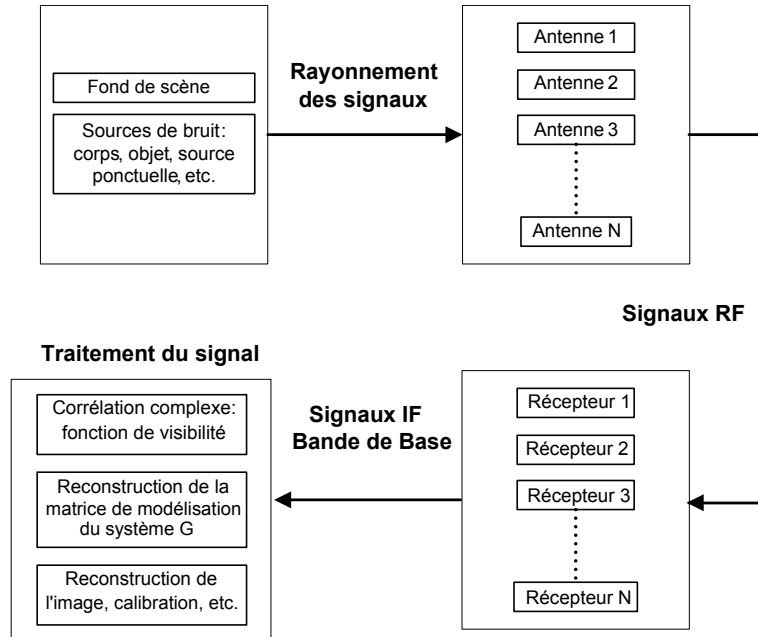 Fond de scène
Sources de bruit:
corps, objet, source
ponctuelle, etc.
Rayonnement
des signaux
Antenne 1
Antenne 2
Antenne 3
Antenne N
Signaux RF
Traitement du signal
Corrélation complexe:
fonction de visibilité
Reconstruction de la
matrice de modélisation
du système G
Reconstruction de
l'image, calibration, etc.
Signaux IF
Bande de Base
Récepteur 1
Récepteur 2
Récepteur 3
Récepteur N